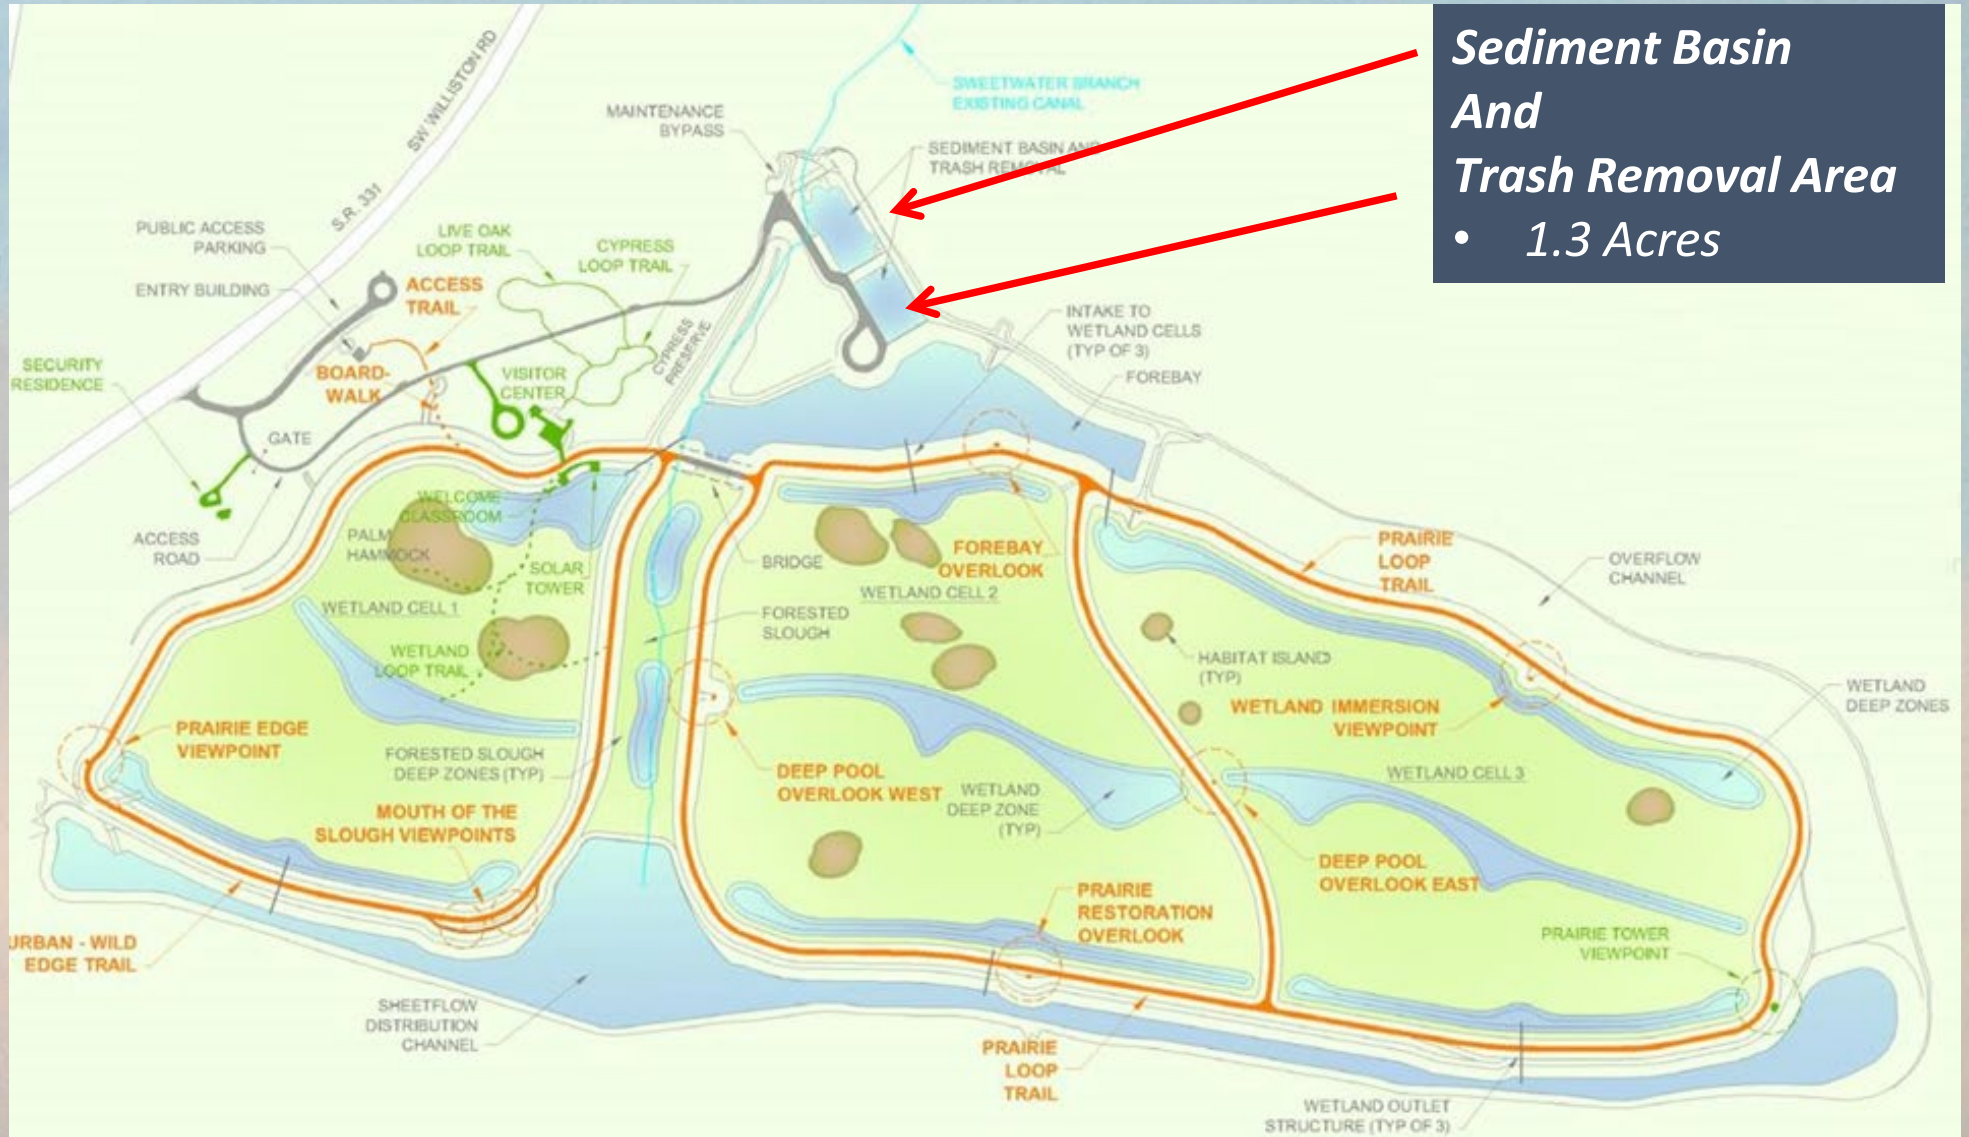 Sediment Basin
And
Trash Removal Area
• 1.3 Acres
SW WILLISTON RD
S.R. 331
SWEETWATER BRANCH
EXISTING CANAL
MAINTENANCE
BYPASS
SEDIMENT BASIN AND
TRASH REMOVAL
PUBLIC ACCESS
PARKING
ENTRY BUILDING
LIVE OAK
LOOP TRAIL
CYPRESS
LOOP TRAIL
ACCESS
TRAIL
CYPRESS
PRESERVE
INTAKE TO
WETLAND CELLS
(TYP OF 3)
FOREBAY
SECURITY
RESIDENCE
BOARD-
WALK
VISITOR
CENTER
GATE
WELCOME
CLASSROOM
ACCESS
ROAD
PALM
HAMMOCK
SOLAR
TOWER
BRIDGE
FOREBAY
OVERLOOK
PRAIRIE
LOOP
TRAIL
OVERFLOW
CHANNEL
WETLAND CELL 1
WETLAND CELL 2
FORESTED
SLOUGH
WETLAND
LOOP TRAIL
HABITAT ISLAND
(TYP)
WETLAND
DEEP ZONES
WETLAND IMMERSION
VIEWPOINT
PRAIRIE EDGE
VIEWPOINT
FORESTED SLOUGH
DEEP ZONES (TYP)
DEEP POOL
OVERLOOK WEST
WETLAND
DEEP ZONE
(TYP)
WETLAND CELL 3
MOUTH OF THE
SLOUGH VIEWPOINTS
DEEP POOL
OVERLOOK EAST
PRAIRIE
RESTORATION
OVERLOOK
URBAN - WILD
EDGE TRAIL
PRAIRIE TOWER
VIEWPOINT
SHEETFLOW
DISTRIBUTION
CHANNEL
PRAIRIE
LOOP
TRAIL
WETLAND OUTLET
STRUCTURE (TYP OF 3)